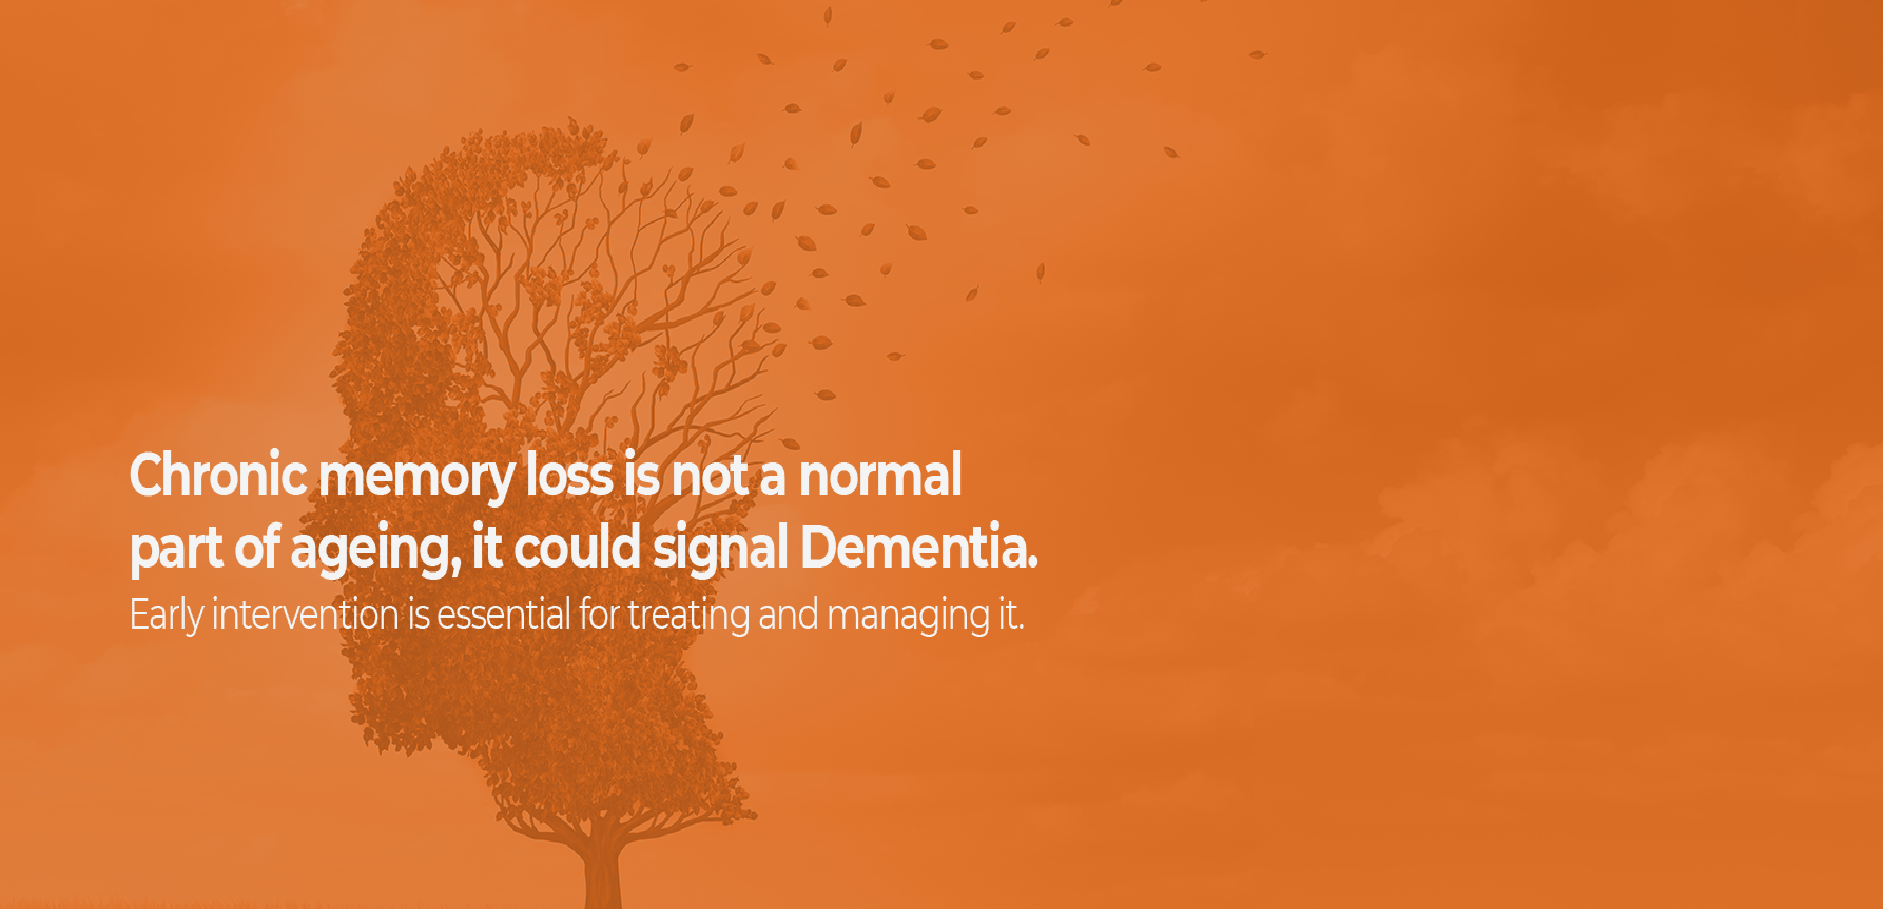 Chronic memory loss is not a normal
part of ageing, it could signal Dementia.
Early intervention is essential for treating and managing it.